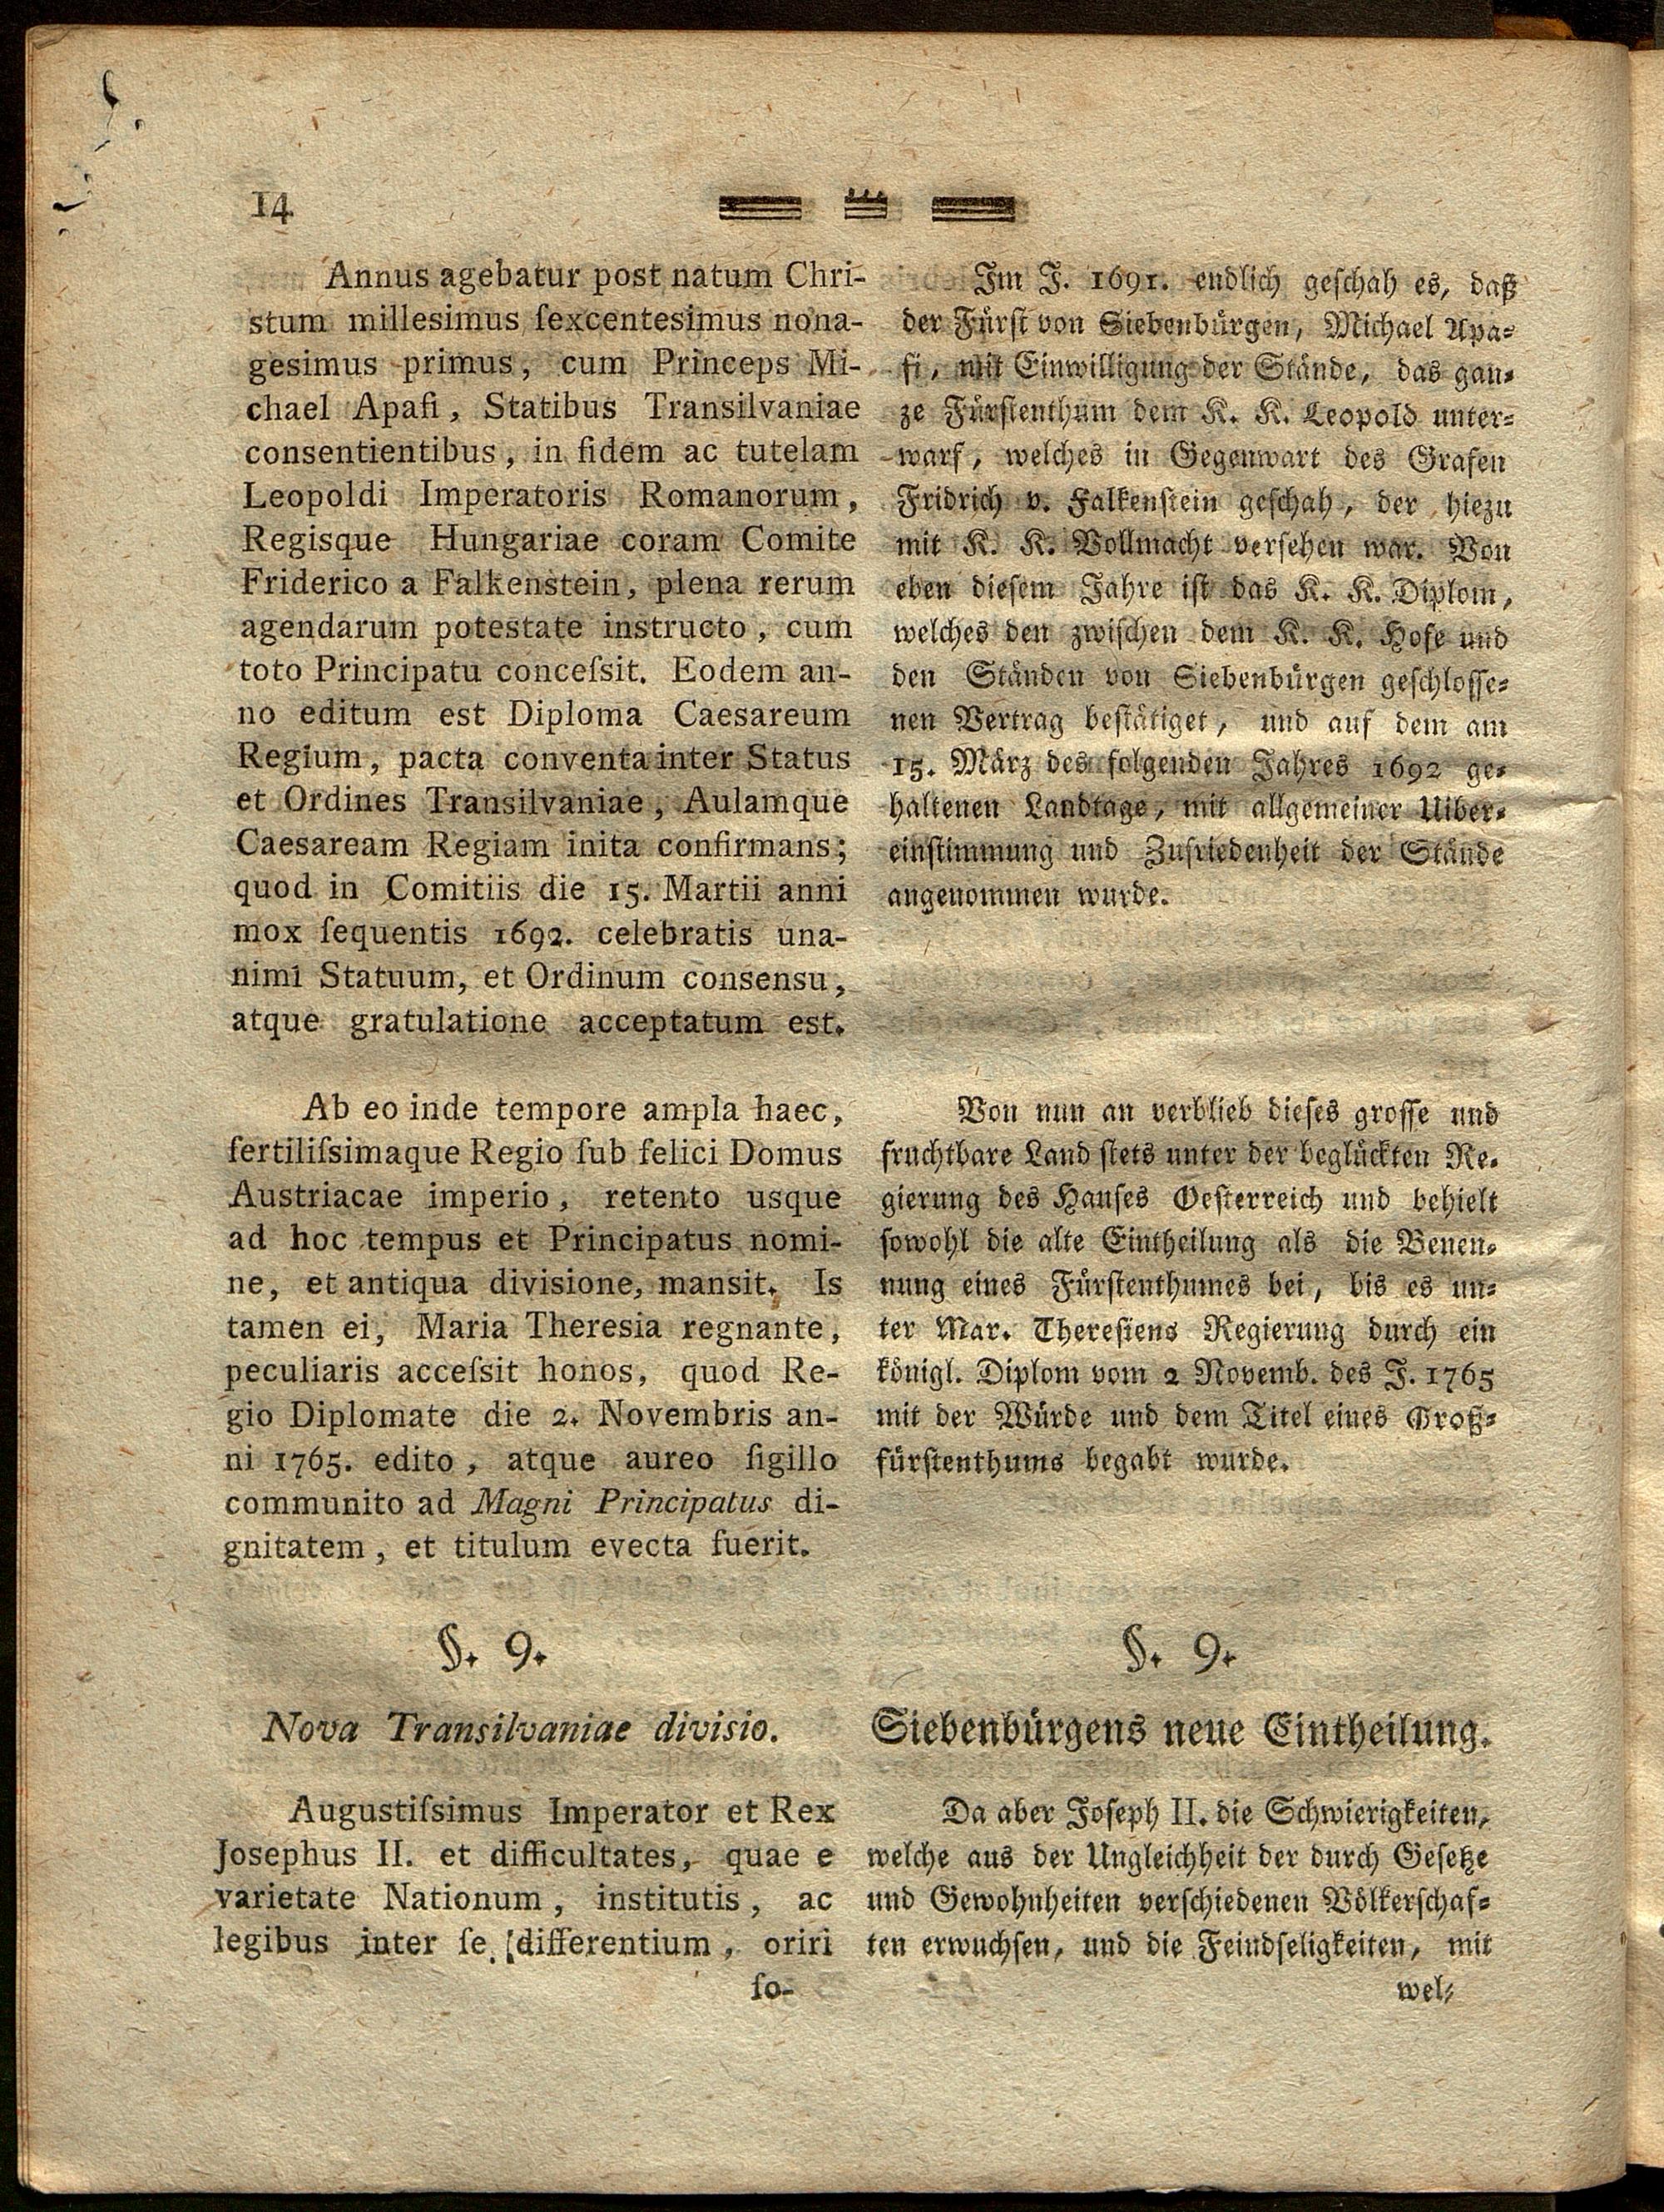 14
Annus agebatur post natum Chri-
stum millesimus ſexcentesimus nona-
gesimus primus, cum Princeps Mi-
chael Apafi, Statibus Transilvaniae
consentientibus, in fidem ac tutelam
Leopoldi Imperatoris Romanorum,
Regisque Hungariae coram Comite
Friderico a Falkenstein, plena rerum
agendarum potestate instructo, cum
toto Principatu conceſsit. Eodem an-
no editum est Diploma Caesareum
Regium, pacta conventa inter Status
et Ordines Transilvaniae, Aulamque
Caesaream Regiam inita confirmans;
quod in Comitiis die 15. Martii anni
mox ſequentis 1692. celebratis una-
nimi Statuum, et Ordinum consensu,
atque gratulatione acceptatum est.
Ab eo inde tempore ampla haec,
fertiliſsimaque Regio ſub felici Domus
Austriacae imperio, retento usque
ad hoc tempus et Principatus nomi-
ne, et antiqua divisione, mansit. Is
tamen ei, Maria Theresia regnante,
peculiaris acceſsit honos, quod Re-
gio Diplomate die 2. Novembris an-
ni 1765. edito, atque aureo ſigillo
communito ad Magni Principatus di-
gnitatem, et titulum evecta fuerit.
§. 9.
Nova Transilvaniae divisio.
Augustiſsimus Imperator et Rex
Josephus II. et difficultates, quae e
varietate Nationum, institutis, ac
legibus inter ſe differentium, oriri
ſo-
Im J. 1691. endlich geſchah es, daß
der Fürſt von Siebenbürgen, Michael Apa-
fi, mit Einwilligung der Stände, das gan-
ze Fürſtenthum dem K. K. Leopold unter-
warf, welches in Gegenwart des Grafen
Fridrich v. Falkenſtein geſchah, der hiezu
mit K. K. Vollmacht verſehen war. Von
eben dieſem Jahre iſt das K. K. Diplom,
welches den zwiſchen dem K. K. Hofe und
den Ständen von Siebenbürgen geſchloſſe-
nen Vertrag beſtätiget, und auf dem am
15. März des folgenden Jahres 1692 ge-
haltenen Landtage, mit allgemeiner Uiber-
einſtimmung und Zufriedenheit der Stände
angenommen wurde.
Von nun an verblieb dieſes groſſe und
fruchtbare Land ſtets unter der beglückten Re-
gierung des Hauſes Oeſterreich und behielt
ſowohl die alte Eintheilung als die Benen-
nung eines Fürſtenthumes bei, bis es un-
ter Mar. Thereſiens Regierung durch ein
königl. Diplom vom 2 Novemb. des J. 1765
mit der Würde und dem Titel eines Groß-
fürſtenthums begabt wurde.
§. 9.
Siebenbürgens neue Eintheilung.
Da aber Joſeph II. die Schwierigkeiten,
welche aus der Ungleichheit der durch Geſetze
und Gewohnheiten verſchiedenen Völkerſchaf-
ten erwuchſen, und die Feindſeligkeiten, mit
wel-